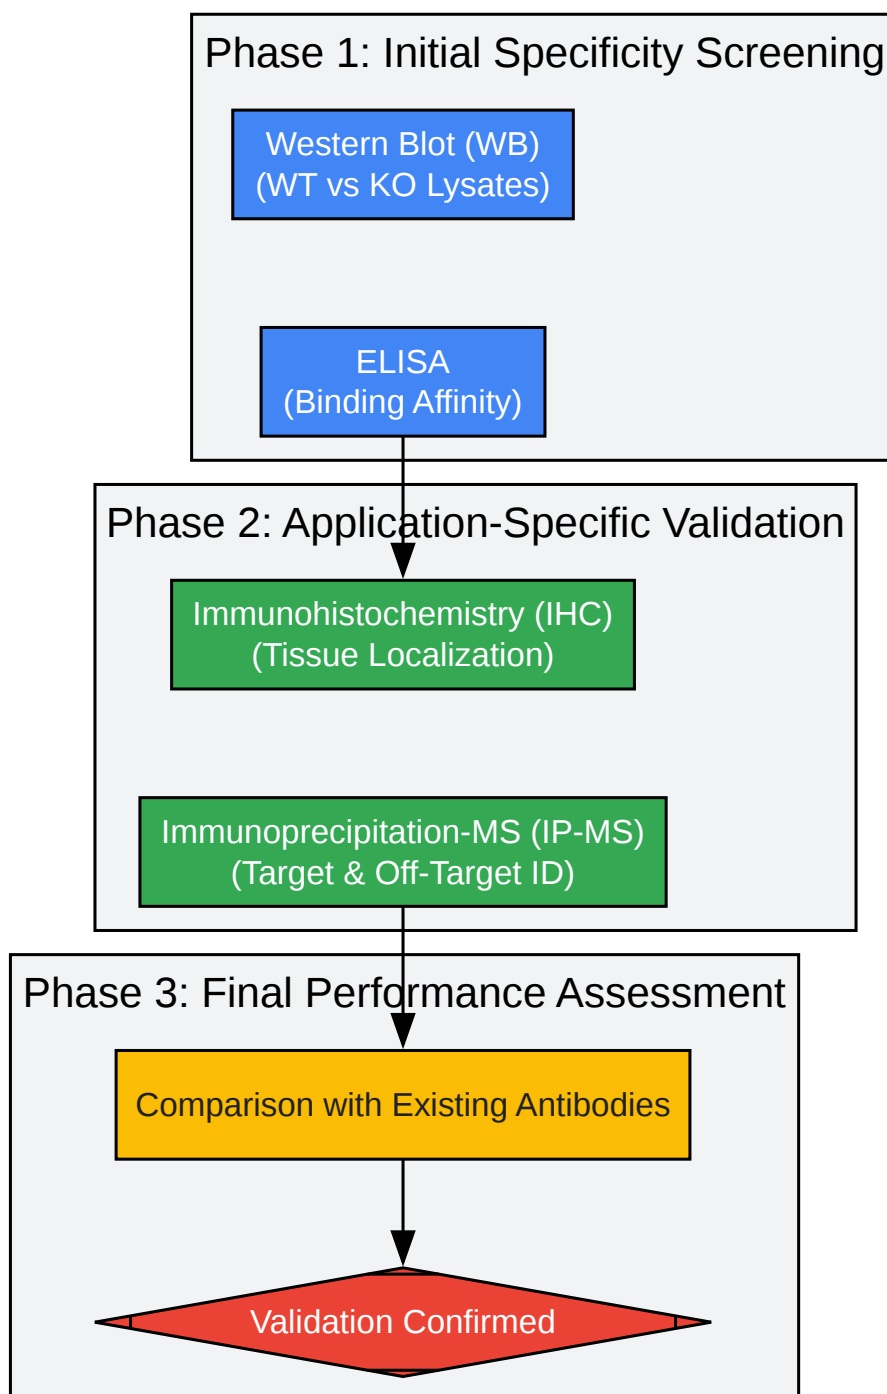 Phase 1: Initial Specificity Screening
Western Blot (WB)
(WT vs KO Lysates)
ELISA
(Binding Affinity)
Phase 2: Application-Specific Validation
Immunohistochemistry (IHC)
(Tissue Localization)
Immunoprecipitation-MS (IP-MS)
(Target & Off-Target ID)
Phase 3: Final Performance Assessment
Comparison with Existing Antibodies
Validation Confirmed